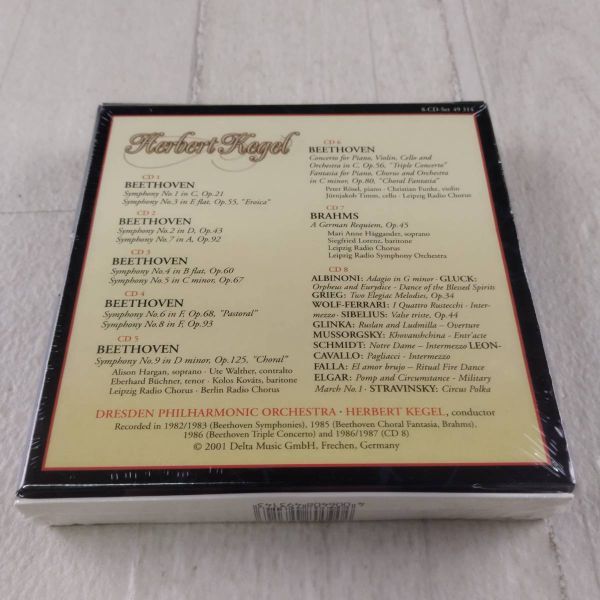 8-CD-Set 49 314
Herbert Kegel
CD 1
BEETHOVEN
Symphony No.1 in C, Op.21
Symphony No.3 in E flat, Op.55, "Eroica"
CD 2
BEETHOVEN
Symphony No.2 in D, Op.43
Symphony No.7 in A, Op.92
CD 3
BEETHOVEN
Symphony No.4 in B flat, Op.60
Symphony No.5 in C minor, Op.67
CD 4
BEETHOVEN
Symphony No.6 in F, Op.68, "Pastoral"
Symphony No.8 in F, Op.93
CD 5
BEETHOVEN
Symphony No.9 in D minor, Op.125, "Choral"
Alison Hargan, soprano · Ute Walther, contralto
Eberhard Büchner, tenor · Kolos Kováts, baritone
Leipzig Radio Chorus · Berlin Radio Chorus
CD 6
BEETHOVEN
Concerto for Piano, Violin, Cello and
Orchestra in C, Op.56, "Triple Concerto"
Fantasia for Piano, Chorus and Orchestra
in C minor, Op.80, "Choral Fantasia"
Peter Rösel, piano · Christian Funke, violin
Jürnjakob Timm, cello · Leipzig Radio Chorus
CD 7
BRAHMS
A German Requiem, Op.45
Mari Anne Häggander, soprano
Siegfried Lorenz, baritone
Leipzig Radio Chorus
Leipzig Radio Symphony Orchestra
CD 8
ALBINONI: Adagio in G minor · GLUCK:
Orpheus and Eurydice - Dance of the Blessed Spirits
GRIEG: Two Elegiac Melodies, Op.34
WOLF-FERRARI: I Quattro Rusteschi - Inter-
mezzo · SIBELIUS: Valse triste, Op.44
GLINKA: Ruslan and Ludmilla – Overture
MUSSORGSKY: Khovanshchina - Entr'acte
SCHMIDT: Notre Dame – Intermezzo LEON-
CAVALLO: Pagliacci - Intermezzo
FALLA: El amor brujo – Ritual Fire Dance
ELGAR: Pomp and Circumstance - Military
March No.1 · STRAVINSKY: Circus Polka
DRESDEN PHILHARMONIC ORCHESTRA · HERBERT KEGEL, conductor
Recorded in 1982/1983 (Beethoven Symphonies), 1985 (Beethoven Choral Fantasia, Brahms),
1986 (Beethoven Triple Concerto) and 1986/1987 (CD 8)
© 2001 Delta Music GmbH, Frechen, Germany